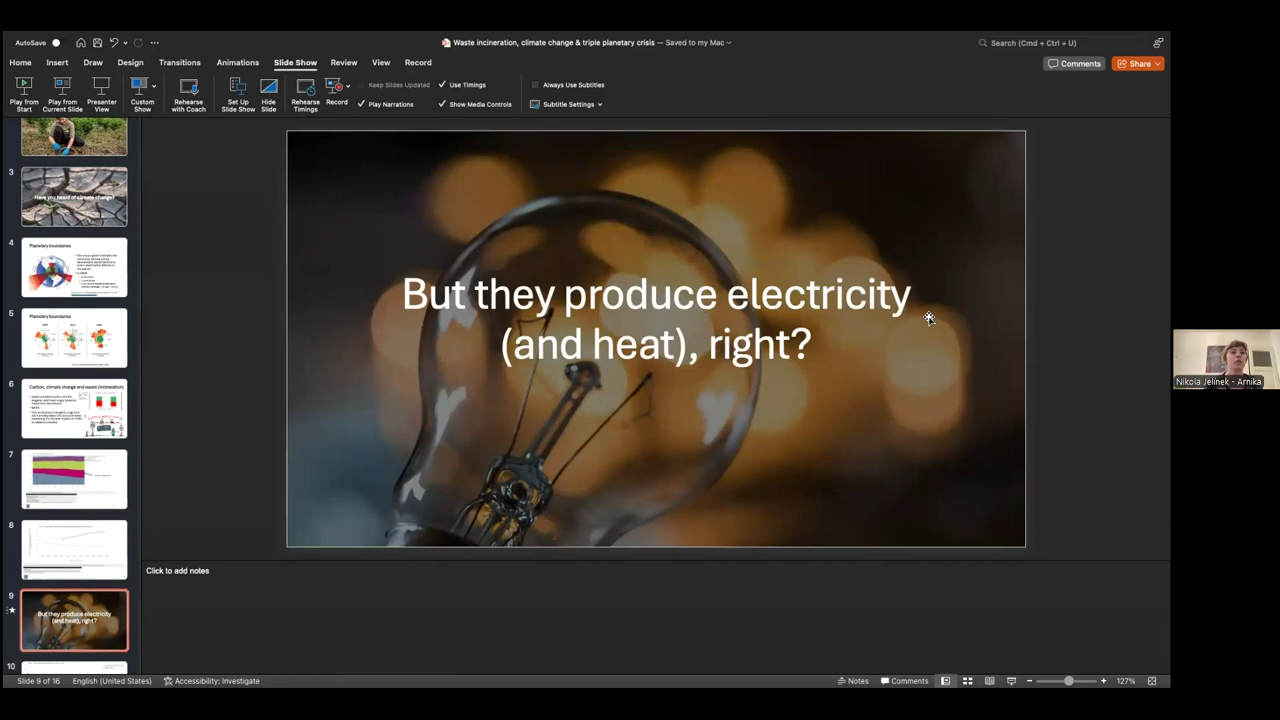 AutoSave
Waste incineration, climate change & triple planetary crisis — Saved to my Mac
Search (Cmd + Ctrl + U)
Home Insert Draw Design Transitions Animations Slide Show Review View Record
Comments Share
Play from Start
Play from Current Slide
Presenter View
Custom Show
Rehearse with Coach
Set Up Slide Show
Hide Slide
Rehearse Timings
Record
Keep Slides Updated
Use Timings
Play Narrations
Show Media Controls
Always Use Subtitles
Subtitle Settings
3
Have you heard of climate change?
4
Planetary boundaries
5
Planetary boundaries
6
Carbon, climate change and waste (incineration)
7
8
9
But they produce electricity
(and heat), right?
10
But they produce electricity
(and heat), right?
Click to add notes
Nikola Jelínek - Arnika
Slide 9 of 16
English (United States)
Accessibility: Investigate
Notes
Comments
127%